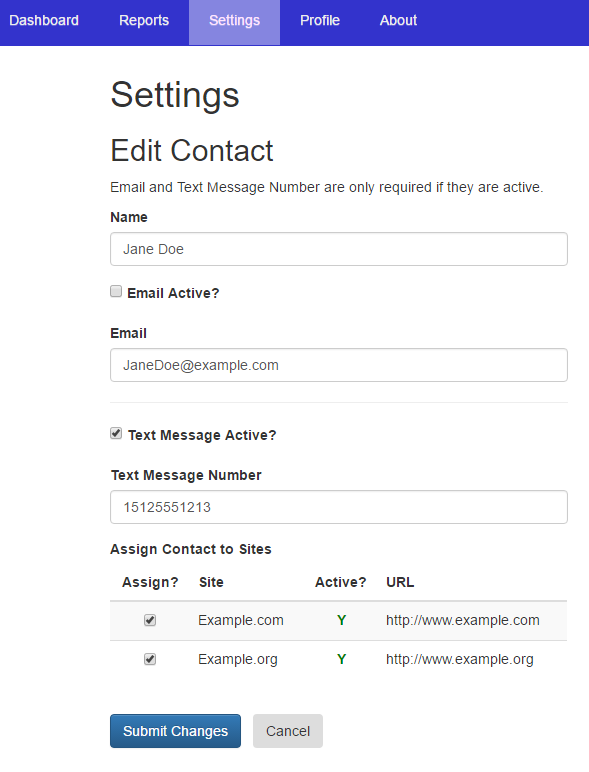 Dashboard Reports Settings Profile About
Settings
Edit Contact
Email and Text Message Number are only required if they are active.
Name
Jane Doe
Email Active?
Email
JaneDoe@example.com
Text Message Active?
Text Message Number
15125551213
Assign Contact to Sites
Assign? Site Active? URL
Example.com Y http://www.example.com
Example.org Y http://www.example.org
Submit Changes Cancel